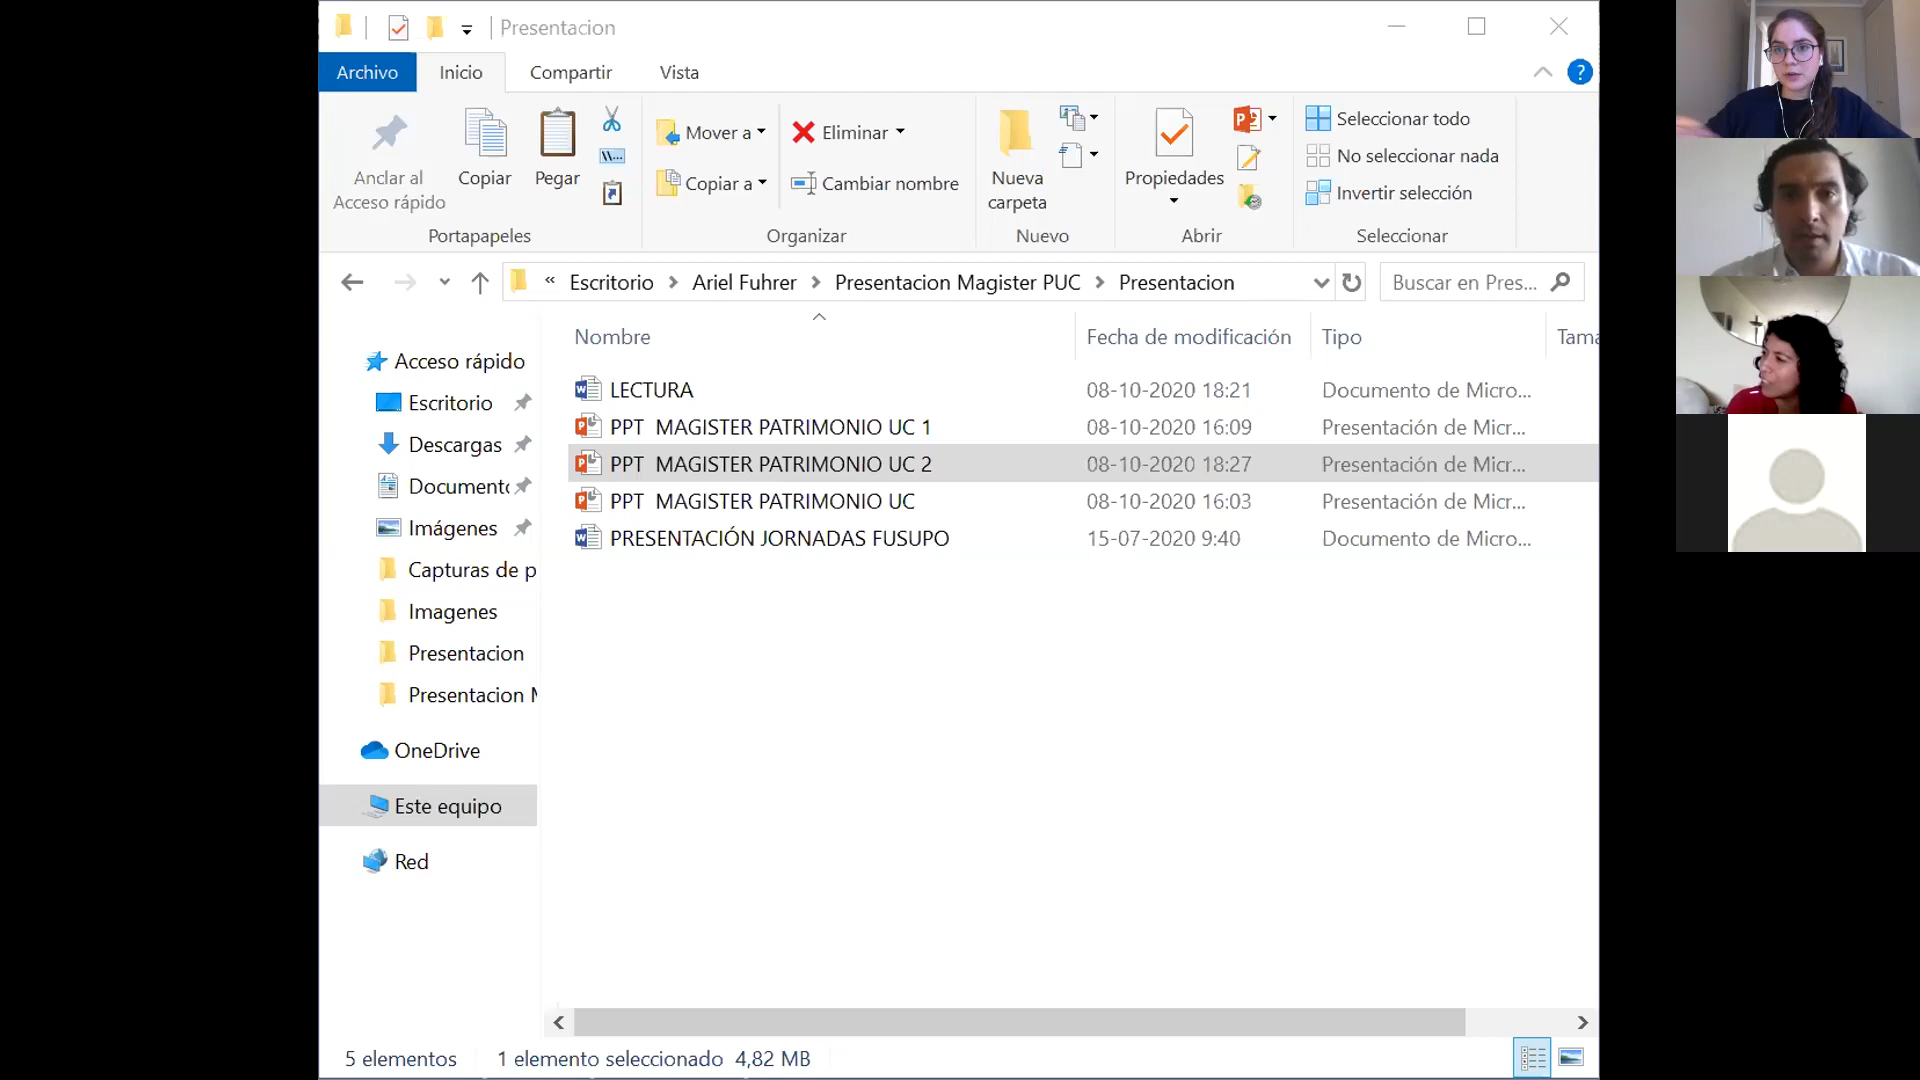 Presentacion
Archivo Inicio Compartir Vista
Anclar al
Acceso rápido
Copiar
Pegar
Portapapeles
Mover a
Copiar a
Eliminar
Cambiar nombre
Organizar
Nueva
carpeta
Nuevo
Propiedades
Abrir
Seleccionar todo
No seleccionar nada
Invertir selección
Seleccionar
« Escritorio > Ariel Fuhrer > Presentacion Magister PUC > Presentacion
Buscar en Pres...
Acceso rápido
Escritorio
Descargas
Documento
Imágenes
Capturas de p
Imagenes
Presentacion
Presentacion M
OneDrive
Este equipo
Red
Nombre Fecha de modificación Tipo Tama
LECTURA 08-10-2020 18:21 Documento de Micro...
PPT MAGISTER PATRIMONIO UC 1 08-10-2020 16:09 Presentación de Micr...
PPT MAGISTER PATRIMONIO UC 2 08-10-2020 18:27 Presentación de Micr...
PPT MAGISTER PATRIMONIO UC 08-10-2020 16:03 Presentación de Micr...
PRESENTACIÓN JORNADAS FUSUPO 15-07-2020 9:40 Documento de Micro...
5 elementos 1 elemento seleccionado 4,82 MB